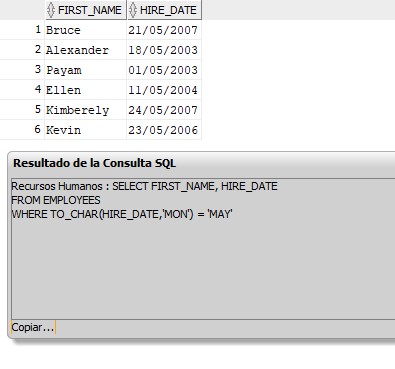 FIRST_NAME HIRE_DATE
1 Bruce 21/05/2007
2 Alexander 18/05/2003
3 Payam 01/05/2003
4 Ellen 11/05/2004
5 Kimberely 24/05/2007
6 Kevin 23/05/2006
Resultado de la Consulta SQL
Recursos Humanos : SELECT FIRST_NAME, HIRE_DATE
FROM EMPLOYEES
WHERE TO_CHAR(HIRE_DATE,'MON') = 'MAY'
Copiar...